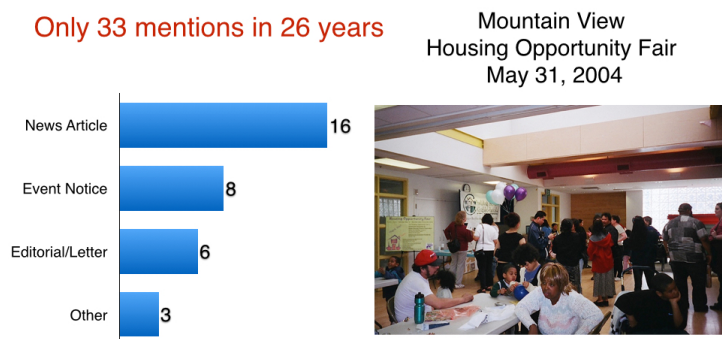 Only 33 mentions in 26 years
Mountain View
Housing Opportunity Fair
May 31, 2004
News Article
16
Event Notice
8
Editorial/Letter
6
Other
3